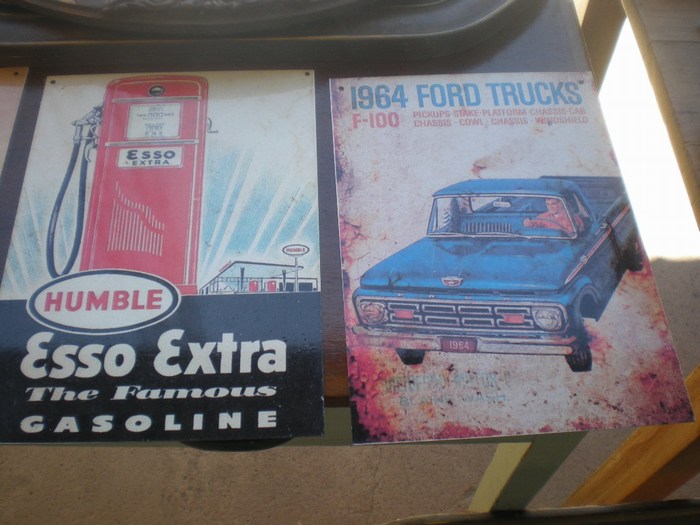 ESSO
EXTRA
HUMBLE
HUMBLE
Esso Extra
The Famous
GASOLINE
1964 FORD TRUCKS
F-100 PICKUPS·STAKE·PLATFORM·CHASSIS-CAB
CHASSIS-COWL, CHASSIS-WINDSHIELD
1964